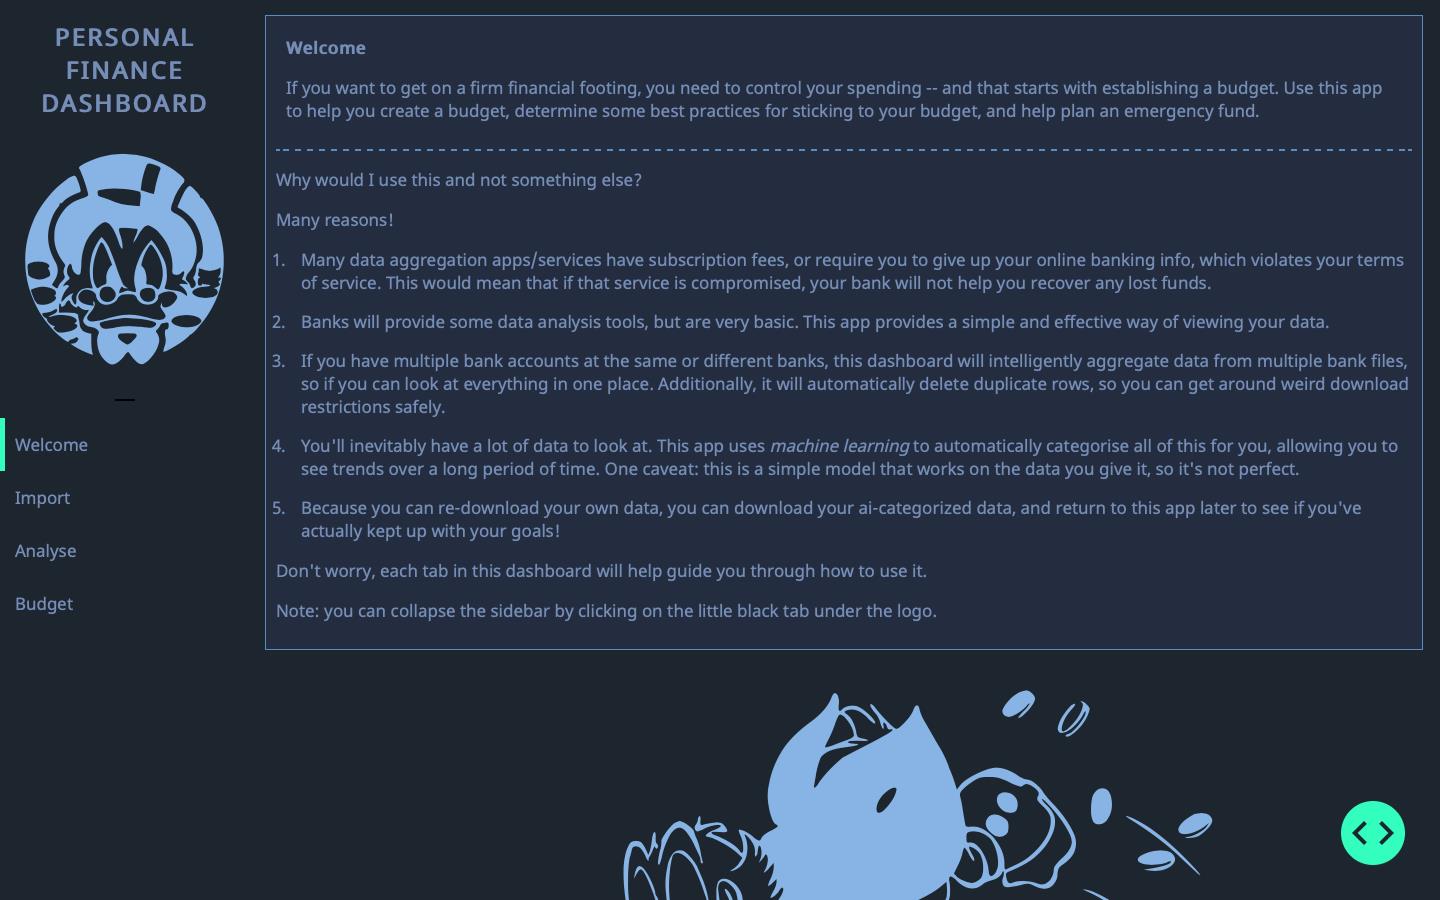 PERSONAL
FINANCE
DASHBOARD
Welcome
Import
Analyse
Budget
Welcome
If you want to get on a firm financial footing, you need to control your spending -- and that starts with establishing a budget. Use this app
to help you create a budget, determine some best practices for sticking to your budget, and help plan an emergency fund.
Why would I use this and not something else?
Many reasons!
1. Many data aggregation apps/services have subscription fees, or require you to give up your online banking info, which violates your terms
of service. This would mean that if that service is compromised, your bank will not help you recover any lost funds.
2. Banks will provide some data analysis tools, but are very basic. This app provides a simple and effective way of viewing your data.
3. If you have multiple bank accounts at the same or different banks, this dashboard will intelligently aggregate data from multiple bank files,
so if you can look at everything in one place. Additionally, it will automatically delete duplicate rows, so you can get around weird download
restrictions safely.
4. You'll inevitably have a lot of data to look at. This app uses machine learning to automatically categorise all of this for you, allowing you to
see trends over a long period of time. One caveat: this is a simple model that works on the data you give it, so it's not perfect.
5. Because you can re-download your own data, you can download your ai-categorized data, and return to this app later to see if you've
actually kept up with your goals!
Don't worry, each tab in this dashboard will help guide you through how to use it.
Note: you can collapse the sidebar by clicking on the little black tab under the logo.